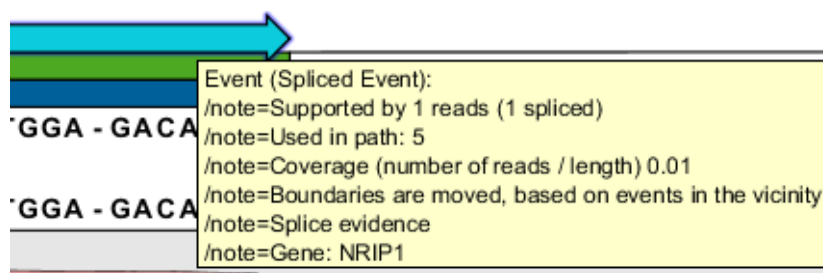 Event (Spliced Event):
/note=Supported by 1 reads (1 spliced)
/note=Used in path: 5
/note=Coverage (number of reads / length) 0.01
GGA - GACA
/note=Boundaries are moved, based on events in the vicinity
/note=Splice evidence
GGA - GACA
/note=Gene: NRIP1